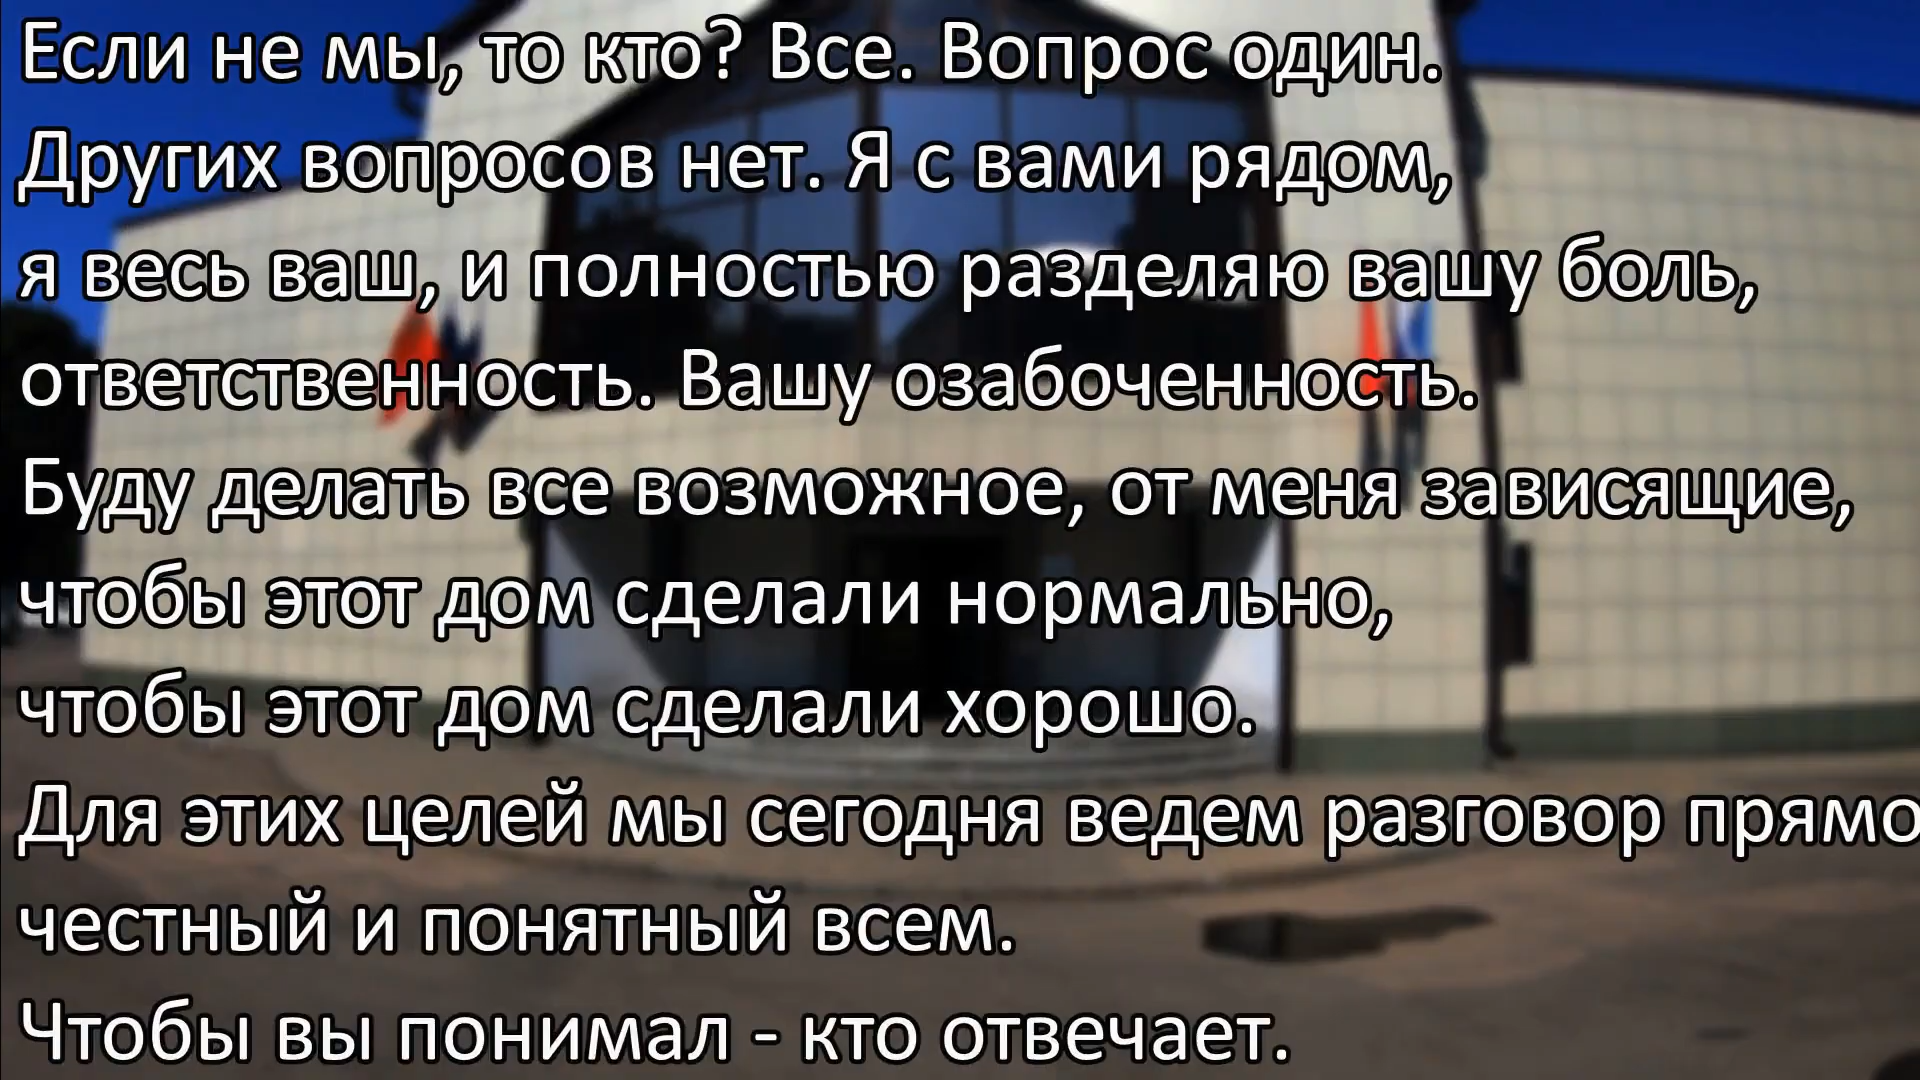 Если не мы, то кто? Все. Вопрос один.
Других вопросов нет. Я с вами рядом,
я весь ваш, и полностью разделяю вашу боль,
ответственность. Вашу озабоченность.
Буду делать все возможное, от меня зависящие,
чтобы этот дом сделали нормально,
чтобы этот дом сделали хорошо.
Для этих целей мы сегодня ведем разговор прямо
честный и понятный всем.
Чтобы вы понимал - кто отвечает.